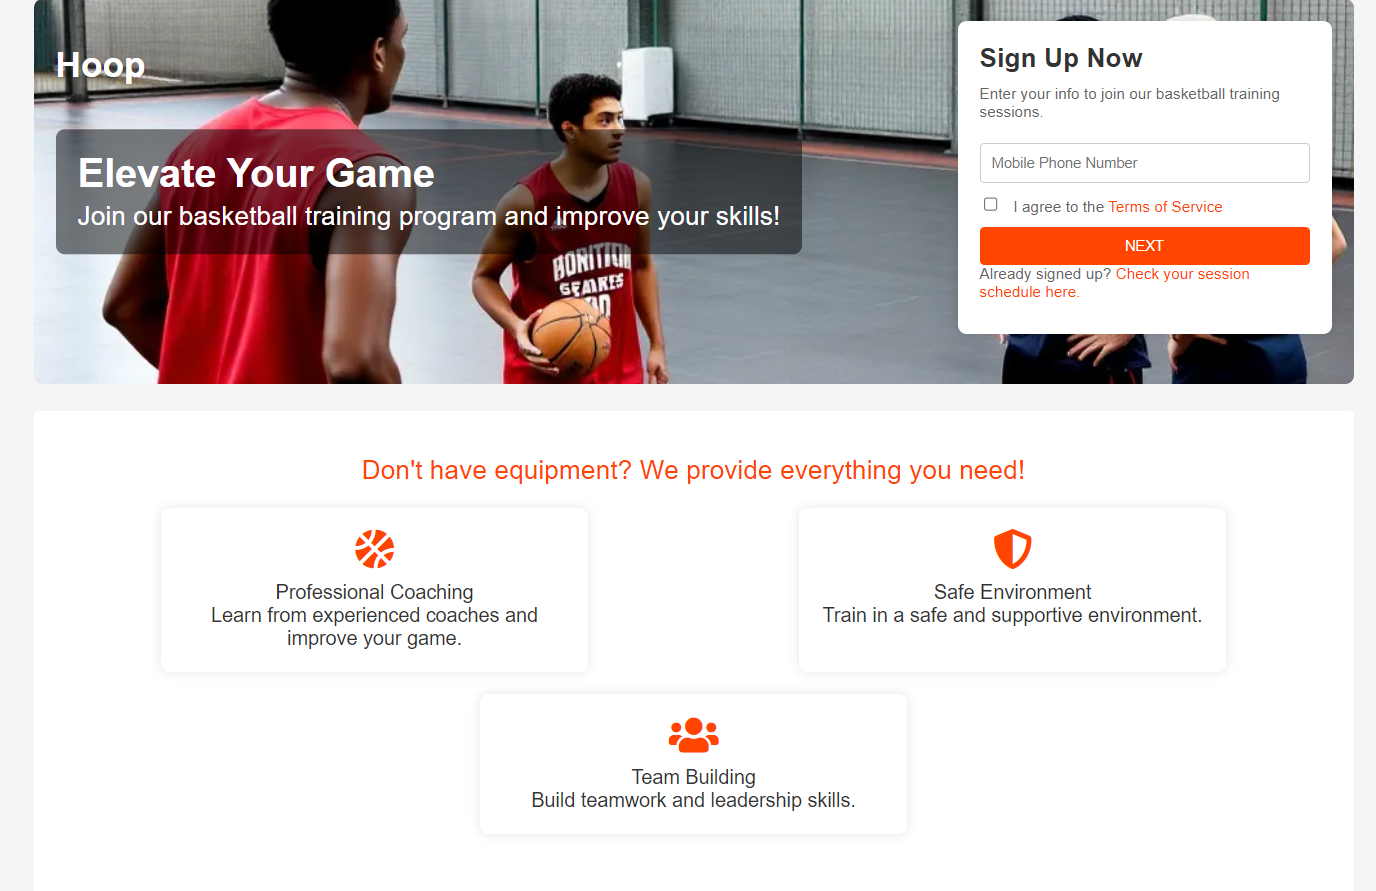 Hoop
Elevate Your Game
Join our basketball training program and improve your skills!
Sign Up Now
Enter your info to join our basketball training
sessions.
Mobile Phone Number
I agree to the Terms of Service
NEXT
Already signed up? Check your session
schedule here.
Don't have equipment? We provide everything you need!
Professional Coaching
Learn from experienced coaches and
improve your game.
Safe Environment
Train in a safe and supportive environment.
Team Building
Build teamwork and leadership skills.